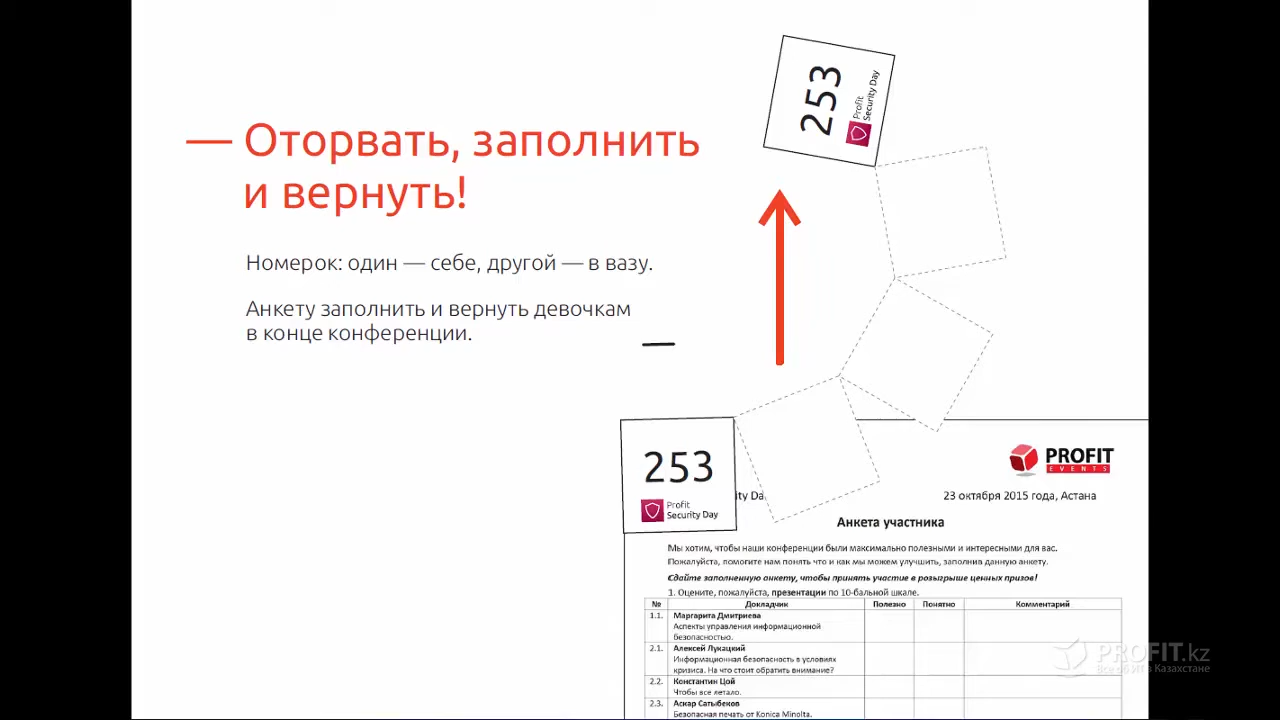 — Оторвать, заполнить
и вернуть!
Номерок: один — себе, другой — в вазу.
Анкету заполнить и вернуть девочкам
в конце конференции.
253
Profit
Security Day
253
Profit
Security Day
ity Da
PROFIT
EVENTS
23 октября 2015 года, Астана
Анкета участника
Мы хотим, чтобы наши конференции были максимально полезными и интересными для вас.
Пожалуйста, помогите нам понять что и как мы можем улучшить, заполнив данную анкету.
Сдайте заполненную анкету, чтобы принять участие в розыгрыше ценных призов!
1. Оцените, пожалуйста, презентации по 10-бальной шкале.
№ Докладчик Полезно Понятно Комментарий
1.1. Маргарита Дмитриева
Аспекты управления информационной
безопасностью.
2.1. Алексей Лукацкий
Информационная безопасность в условиях
кризиса. На что стоит обратить внимание?
2.2. Константин Цой
Чтобы все летало.
2.3. Аскар Сатыбеков
Безопасная печать от Konica Minolta.
PROFIT.kz
Все об ИТ в Казахстане